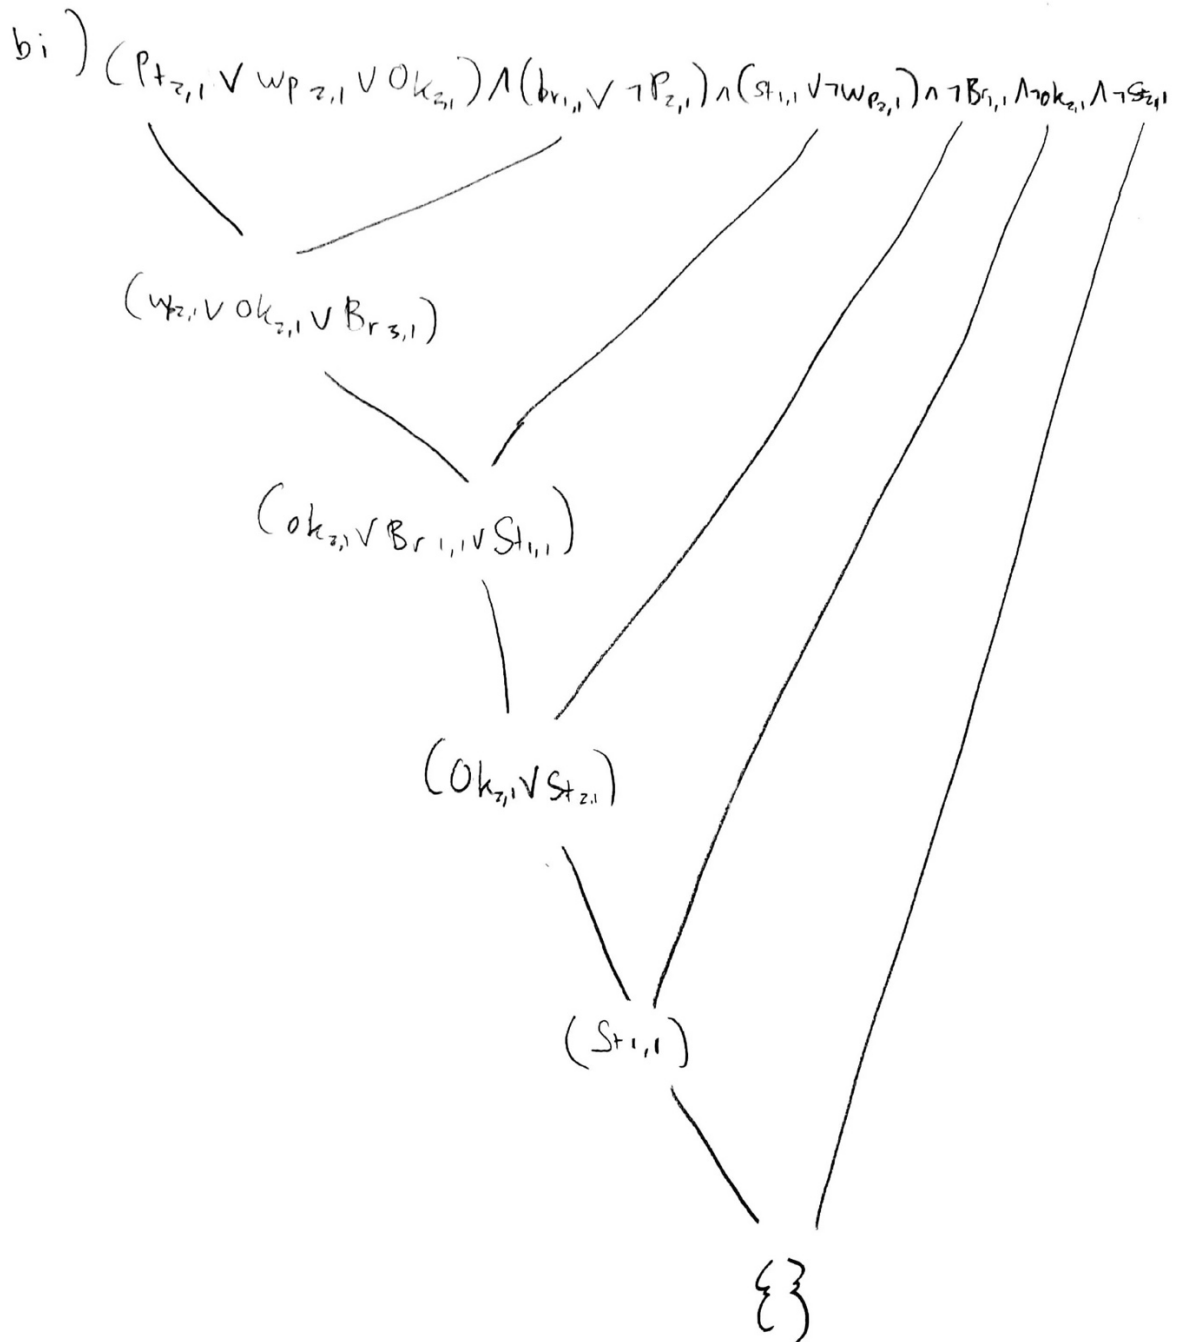 bi) (Pt₂,₁ ∨ Wp₂,₁ ∨ Ok₂,₁) ∧ (br₁,₁ ∨ ¬P₂,₁) ∧ (St₁,₁ ∨ ¬Wp₂,₁) ∧ ¬Br₁,₁ ∧ ¬ok₂,₁ ∧ ¬St₂,₁
(Wp₂,₁ ∨ Ok₂,₁ ∨ Br₃,₁)
(Ok₂,₁ ∨ Br₁,₁ ∨ St₁,₁)
(Ok₂,₁ ∨ St₂,₁)
(St₁,₁)
{}